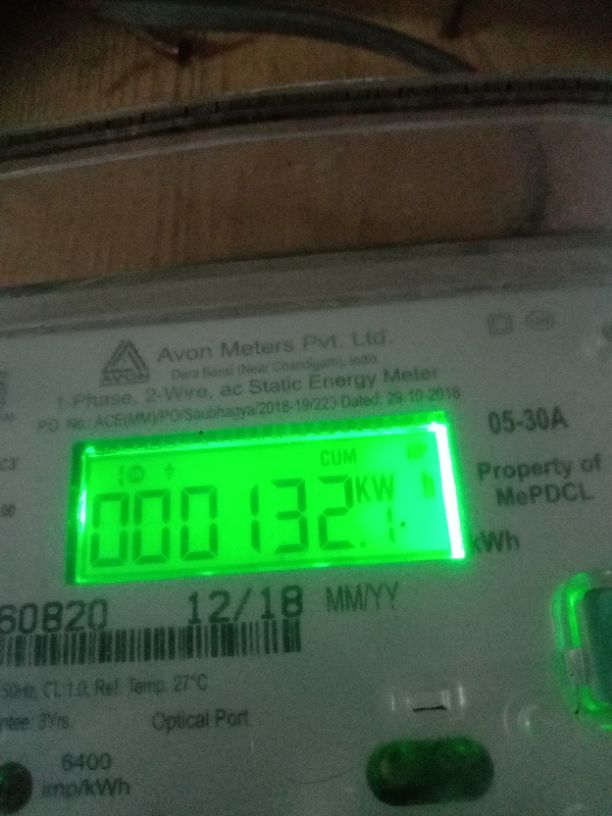 Avon Meters Pvt. Ltd.
AVON
Dera Bassi (Near Chandigarh), India
1-Phase, 2-Wire, ac Static Energy Meter
P.O. No.: ACE(MM)/PO/Saubhagya/2018-19/223 Dated: 29-10-2018
05-30A
CUM
000132.1
KW h
Property of
MePDCL
kWh
60820 12/18 MM/YY
50Hz, CL:1.0, Ref. Temp. 27°C
3Yrs. Optical Port
6400
imp/kWh